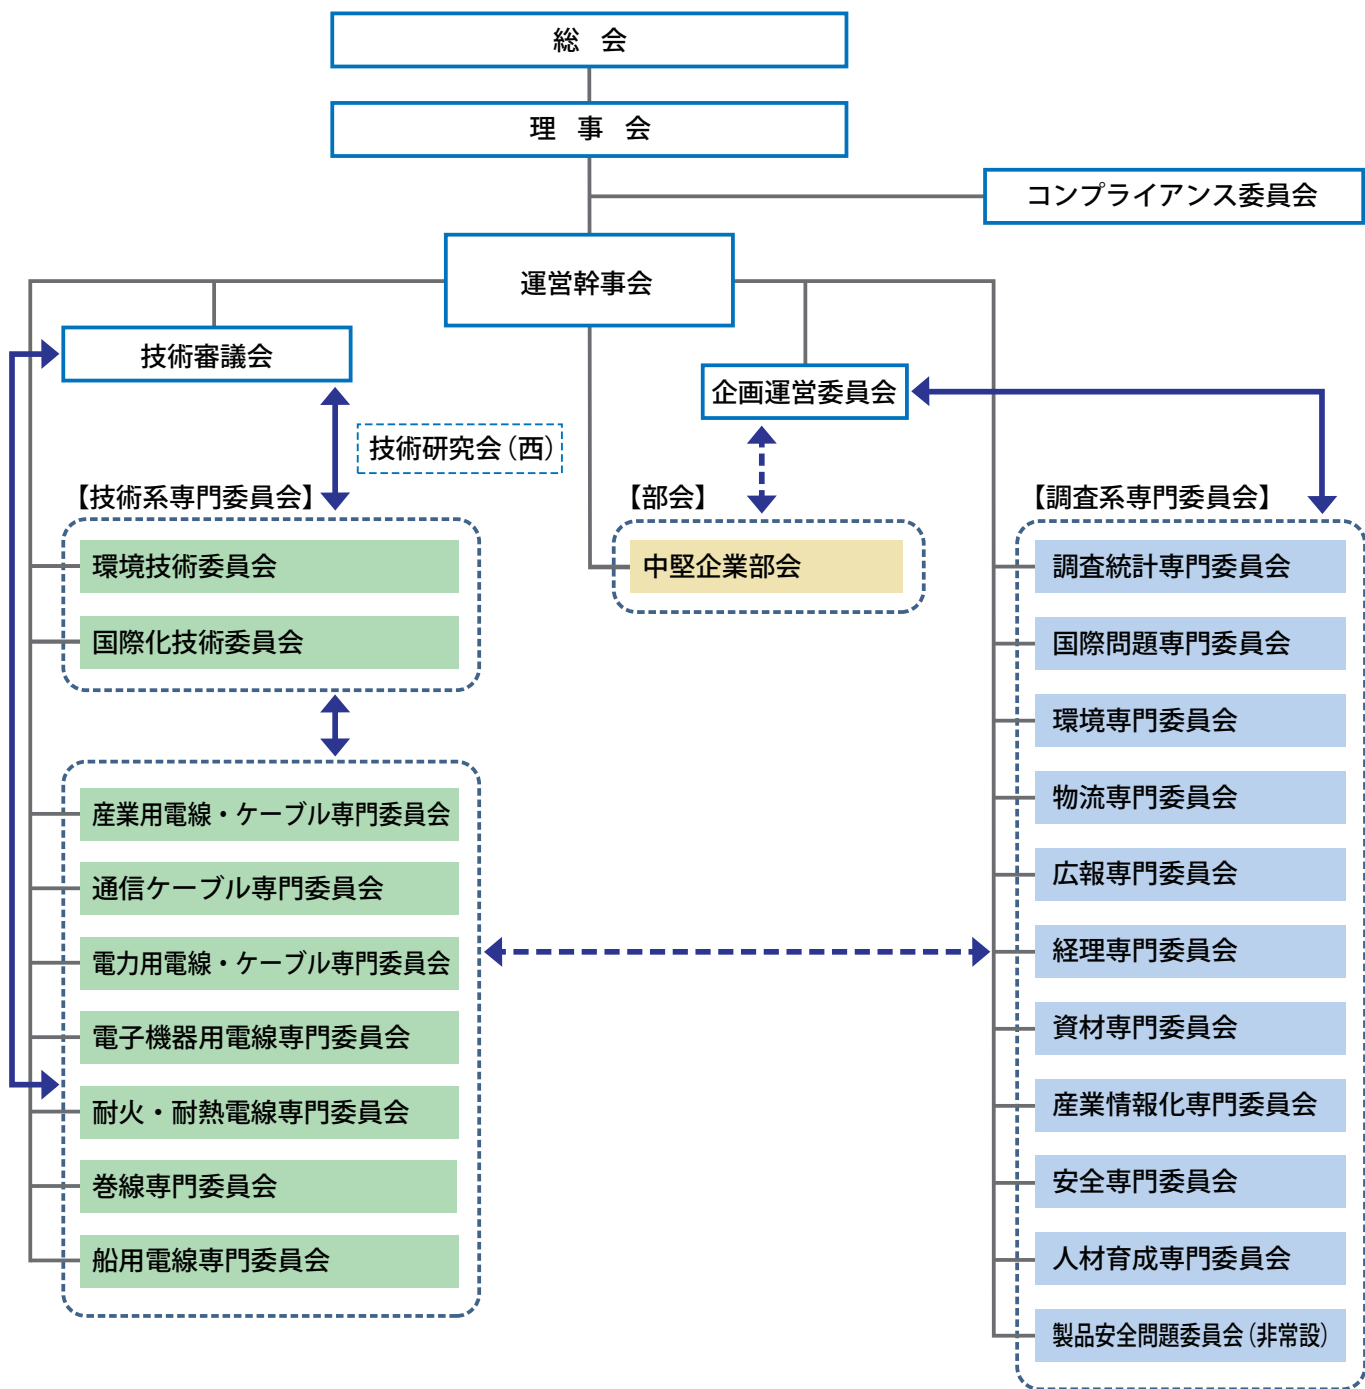 総 会
理 事 会
コンプライアンス委員会
運営幹事会
技術審議会
企画運営委員会
技術研究会（西）
【技術系専門委員会】
環境技術委員会
国際化技術委員会
産業用電線・ケーブル専門委員会
通信ケーブル専門委員会
電力用電線・ケーブル専門委員会
電子機器用電線専門委員会
耐火・耐熱電線専門委員会
巻線専門委員会
船用電線専門委員会
【部会】
中堅企業部会
【調査系専門委員会】
調査統計専門委員会
国際問題専門委員会
環境専門委員会
物流専門委員会
広報専門委員会
経理専門委員会
資材専門委員会
産業情報化専門委員会
安全専門委員会
人材育成専門委員会
製品安全問題委員会（非常設）